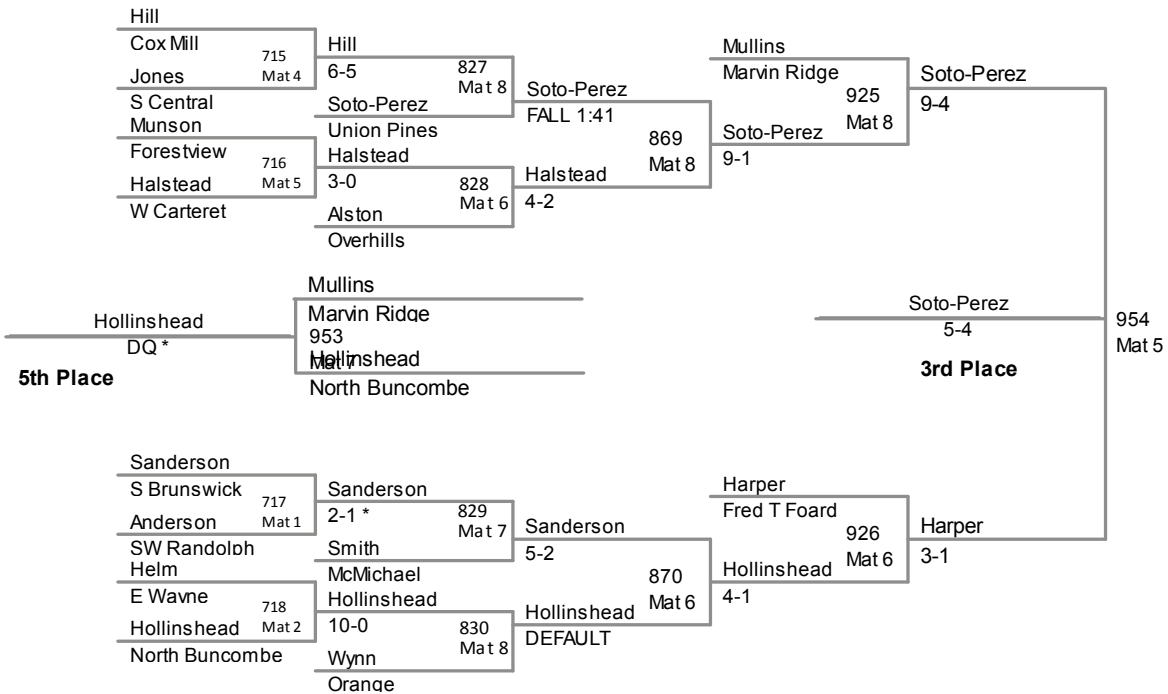 Hill
Cox Mill
715
Mat 4
Jones
S Central
Hill
6-5
827
Mat 8
Soto-Perez
Union Pines
Munson
Forestview
716
Mat 5
Halstead
W Carteret
Halstead
3-0
828
Mat 6
Alston
Overhills
Soto-Perez
FALL 1:41
869
Mat 8
Halstead
4-2
Mullins
Marvin Ridge
925
Mat 8
Soto-Perez
9-1
Soto-Perez
9-4
Mullins
Marvin Ridge
953
Mat 7
Hollinshead
North Buncombe
Hollinshead
DQ *
5th Place
Soto-Perez
5-4
3rd Place
954
Mat 5
Sanderson
S Brunswick
717
Mat 1
Anderson
SW Randolph
Sanderson
2-1 *
829
Mat 7
Smith
McMichael
Helm
E Wayne
718
Mat 2
Hollinshead
North Buncombe
Hollinshead
10-0
830
Mat 8
Wynn
Orange
Sanderson
5-2
870
Mat 6
Hollinshead
DEFAULT
Harper
Fred T Foard
926
Mat 6
Hollinshead
4-1
Harper
3-1